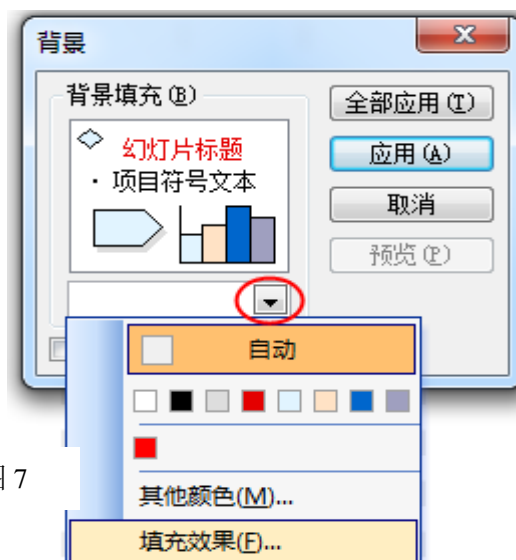 背景
背景填充(B)
全部应用(T)
幻灯片标题
应用(A)
· 项目符号文本
取消
预览(P)
自动
7
其他颜色(M)...
填充效果(F)...